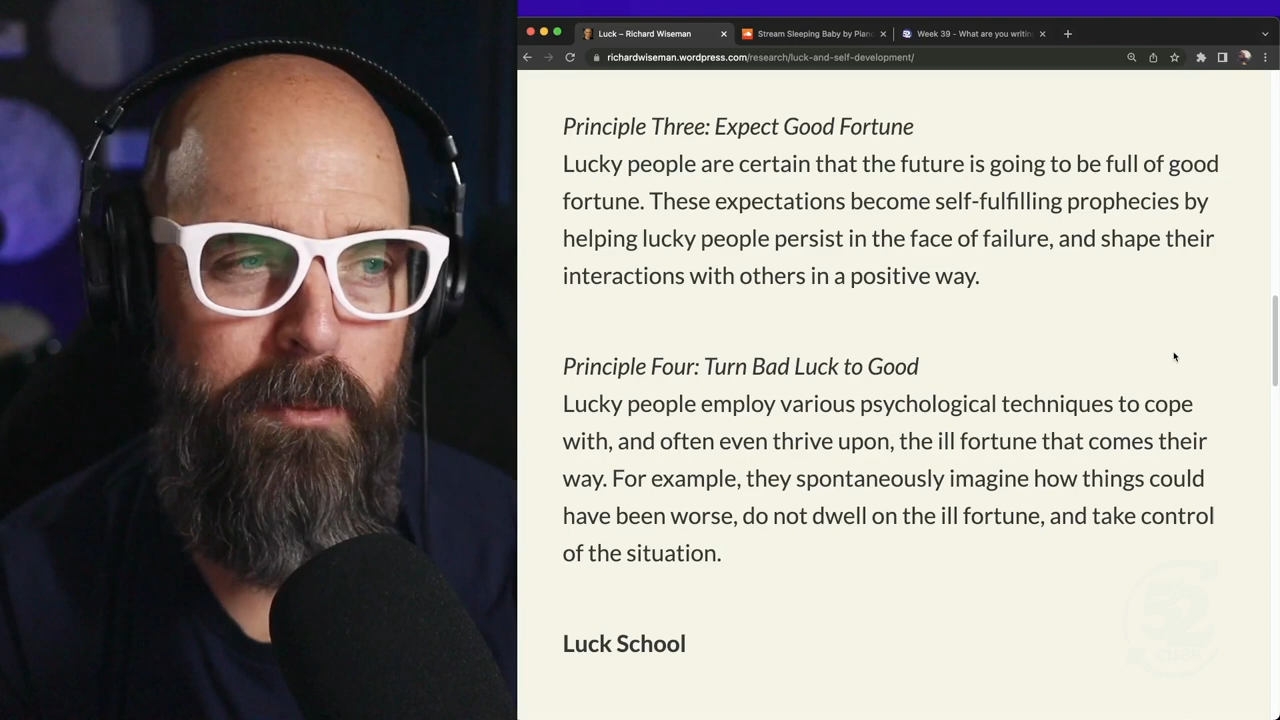 Luck – Richard Wiseman
Stream Sleeping Baby by Pian
Week 39 - What are you writin
richardwiseman.wordpress.com/research/luck-and-self-development/
Principle Three: Expect Good Fortune
Lucky people are certain that the future is going to be full of good
fortune. These expectations become self-fulfilling prophecies by
helping lucky people persist in the face of failure, and shape their
interactions with others in a positive way.
Principle Four: Turn Bad Luck to Good
Lucky people employ various psychological techniques to cope
with, and often even thrive upon, the ill fortune that comes their
way. For example, they spontaneously imagine how things could
have been worse, do not dwell on the ill fortune, and take control
of the situation.
Luck School
52